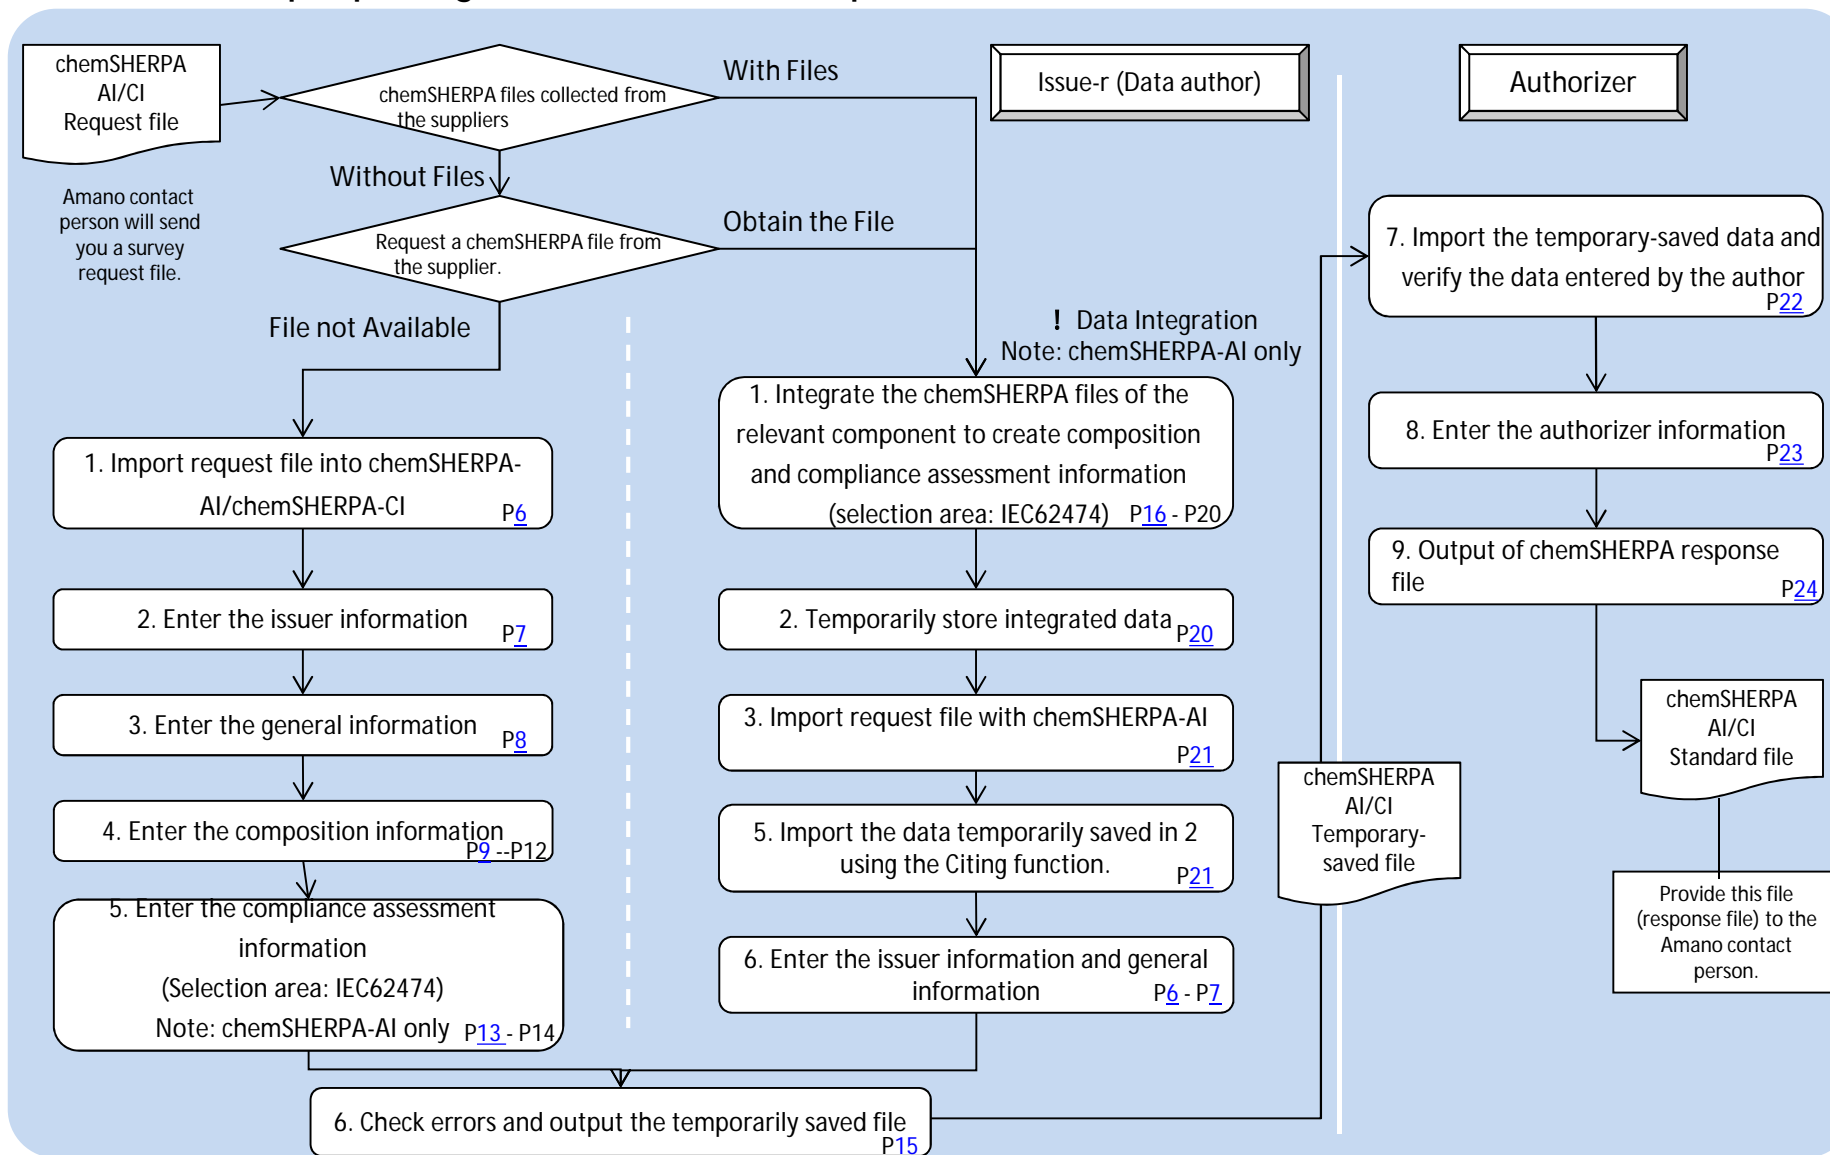 chemSHERPA
AI/CI
Request file
Amano contact
person will send
you a survey
request file.
chemSHERPA files collected from
the suppliers
With Files
Without Files
Request a chemSHERPA file from
the supplier.
Obtain the File
File not Available
Issue-r (Data author)
Authorizer
! Data Integration
Note: chemSHERPA-AI only
1. Import request file into chemSHERPA-
AI/chemSHERPA-CI P6
2. Enter the issuer information P7
3. Enter the general information P8
4. Enter the composition information
P9 --P12
5. Enter the compliance assessment
information
(Selection area: IEC62474)
Note: chemSHERPA-AI only P13 - P14
1. Integrate the chemSHERPA files of the
relevant component to create composition
and compliance assessment information
(selection area: IEC62474) P16 - P20
2. Temporarily store integrated data P20
3. Import request file with chemSHERPA-AI
P21
5. Import the data temporarily saved in 2
using the Citing function. P21
6. Enter the issuer information and general
information P6 - P7
6. Check errors and output the temporarily saved file
P15
chemSHERPA
AI/CI
Temporary-
saved file
7. Import the temporary-saved data and
verify the data entered by the author
P22
8. Enter the authorizer information
P23
9. Output of chemSHERPA response
file P24
chemSHERPA
AI/CI
Standard file
Provide this file
(response file) to the
Amano contact
person.